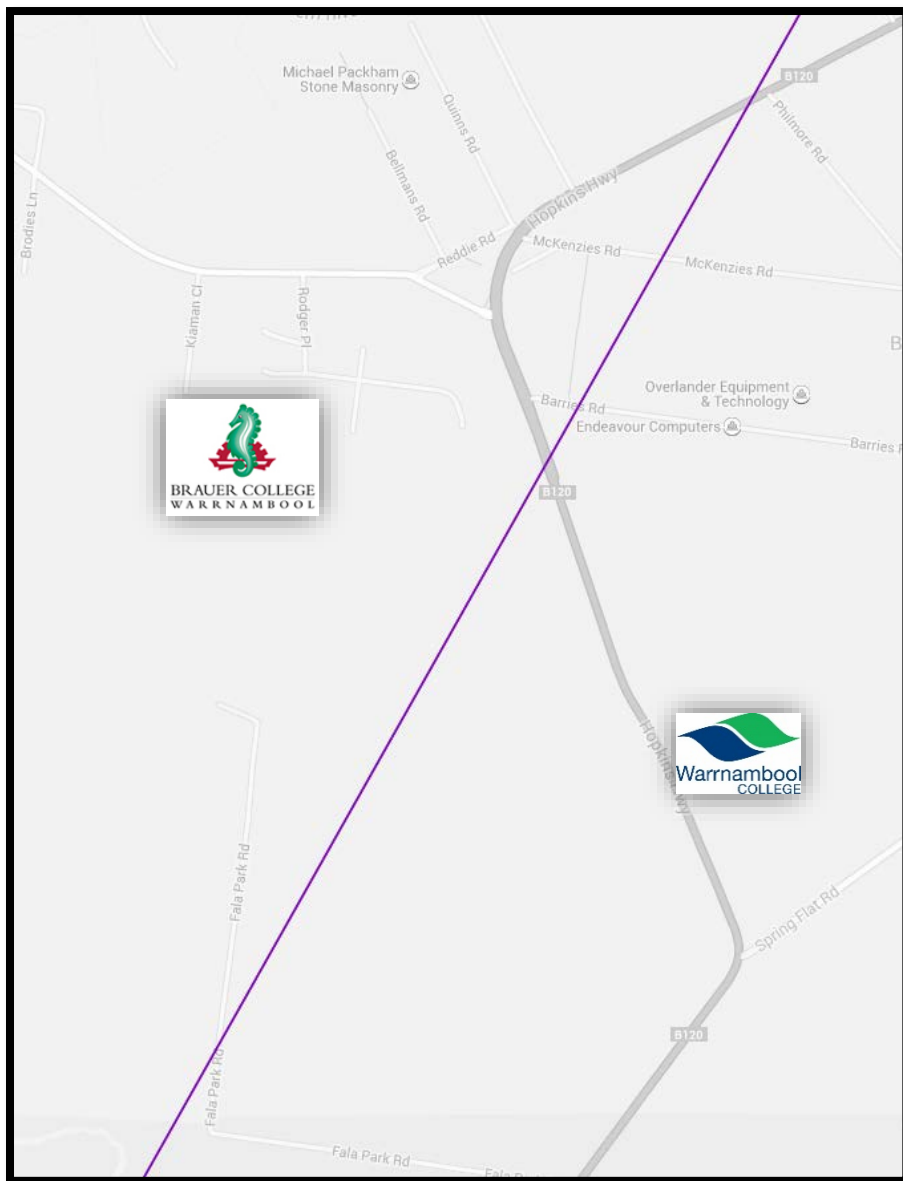 Michael Packham
Stone Masonry
B120
Quinns Rd
Philmore Rd
Bellmans Rd
Hopkins Hwy
Brodies Ln
Reddie Rd
McKenzies Rd
McKenzies Rd
Kiaman Cl
Rodger Pl
B
Overlander Equipment
& Technology
Barries Rd
Endeavour Computers
Barries R
BRAUER COLLEGE
WARRNAMBOOL
B120
Hopkins Hwy
Warrnambool
COLLEGE
Fala Park Rd
Spring Flat Rd
B120
Fala Park Rd
Fala Park Rd
Fala Park